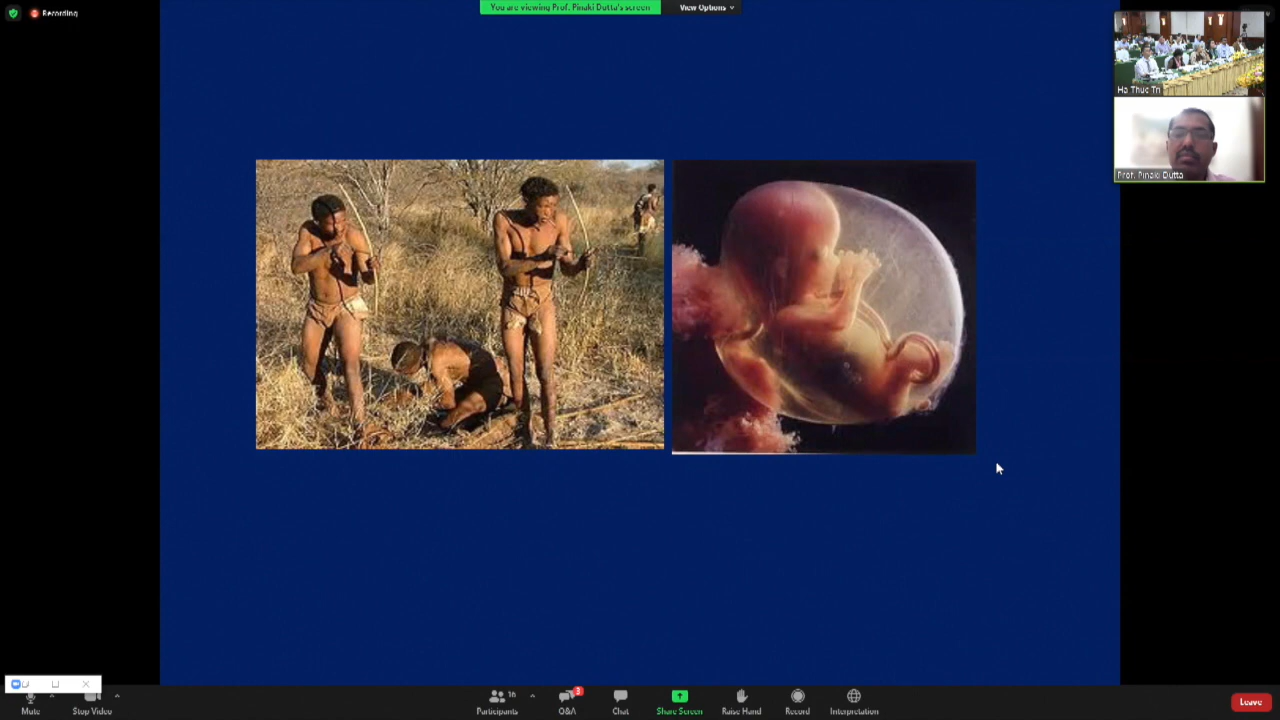 Recording
You are viewing Prof. Pinaki Dutta's screen
View Options
Ha Thuc Tri
Prof. Pinaki Dutta
Mute
Stop Video
Participants
16
Q&A
3
Chat
Share Screen
Raise Hand
Record
Interpretation
Leave